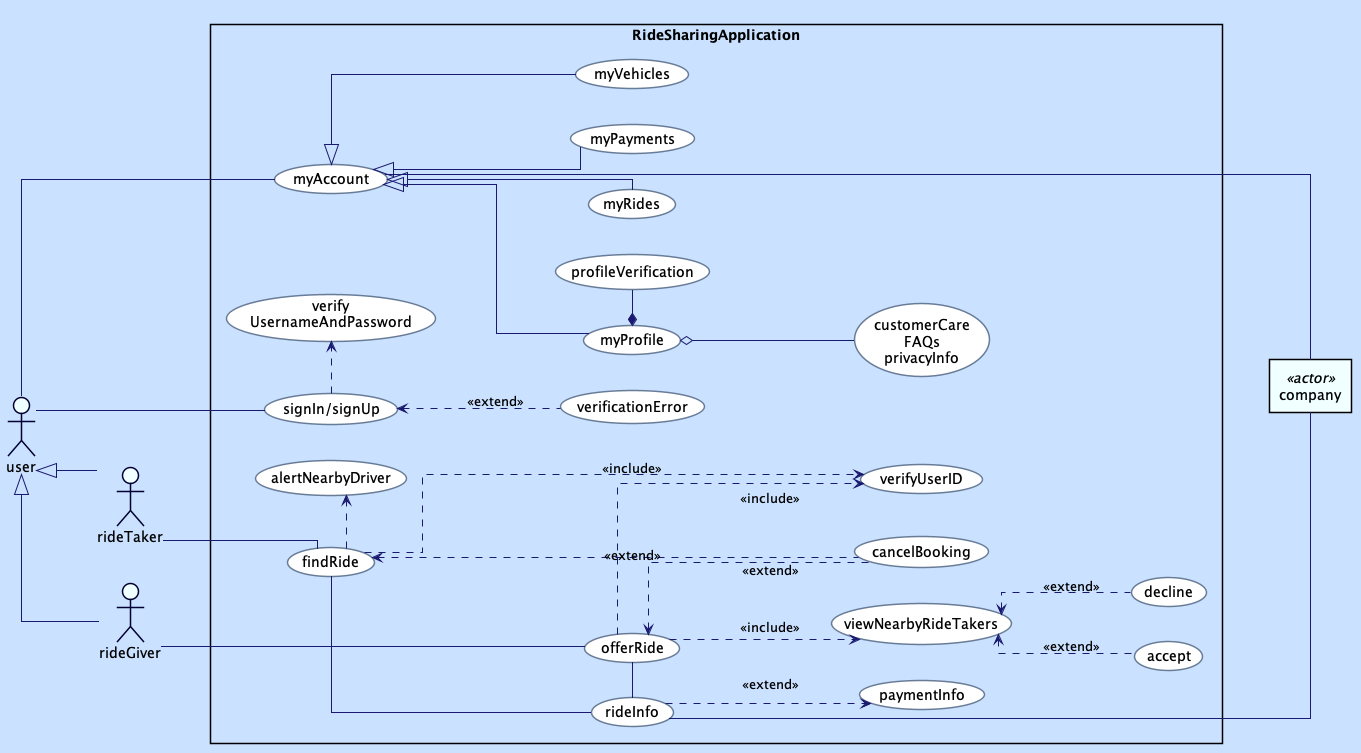 RideSharingApplication
myVehicles
myPayments
myAccount
myRides
profileVerification
verify
UsernameAndPassword
customerCare
FAQs
privacyInfo
myProfile
«actor»
company
signIn/signUp
«extend»
verificationError
user
alertNearbyDriver
«include»
verifyUserID
«include»
rideTaker
findRide
«extend»
cancelBooking
«extend»
«extend»
decline
viewNearbyRideTakers
«include»
rideGiver
offerRide
«extend»
accept
«extend»
paymentInfo
rideInfo